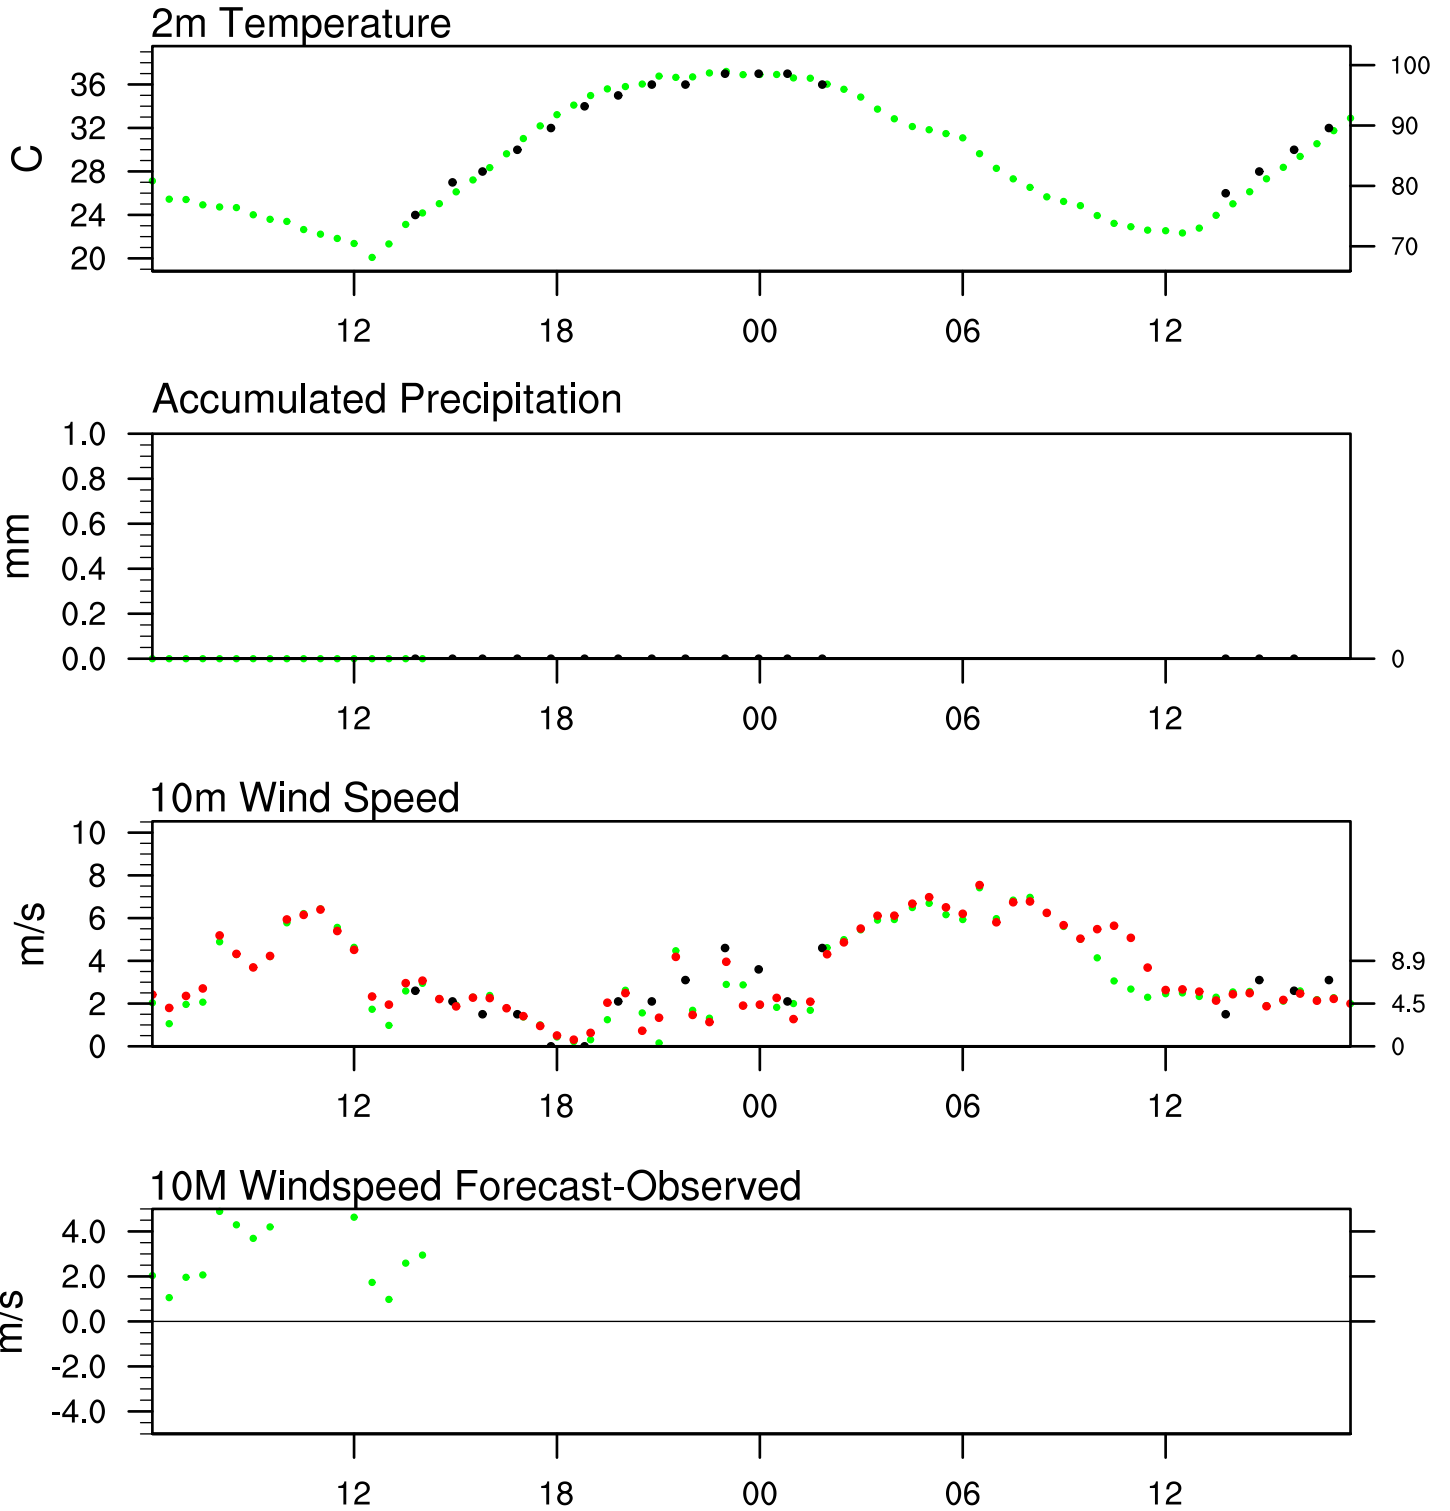 2m Temperature
36
32
28
24
20
C
100
90
80
70
12 18 00 06 12
Accumulated Precipitation
1.0
0.8
0.6
0.4
0.2
0.0
mm
0
12 18 00 06 12
10m Wind Speed
10
8
6
4
2
0
m/s
8.9
4.5
0
12 18 00 06 12
10M Windspeed Forecast-Observed
4.0
2.0
0.0
-2.0
-4.0
m/s
12 18 00 06 12